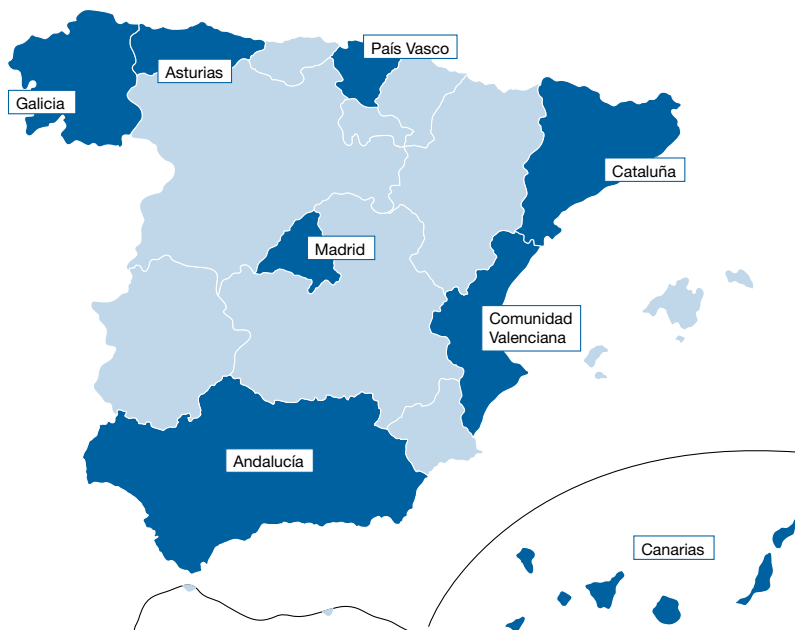 País Vasco
Asturias
Galicia
Cataluña
Madrid
Comunidad
Valenciana
Andalucía
Canarias